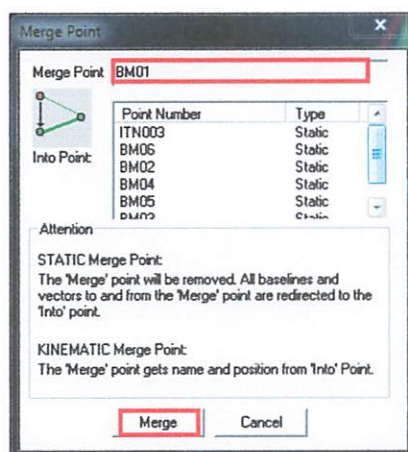 Merge Point
Merge Point BM01
Point Number Type
ITN003 Static
Into Point: BM06 Static
BM02 Static
BM04 Static
BM05 Static
BM03 Static
Attention
STATIC Merge Point:
The 'Merge' point will be removed. All baselines and
vectors to and from the 'Merge' point are redirected to the
'Into' point.
KINEMATIC Merge Point:
The 'Merge' point gets name and position from 'Into' Point.
Merge Cancel